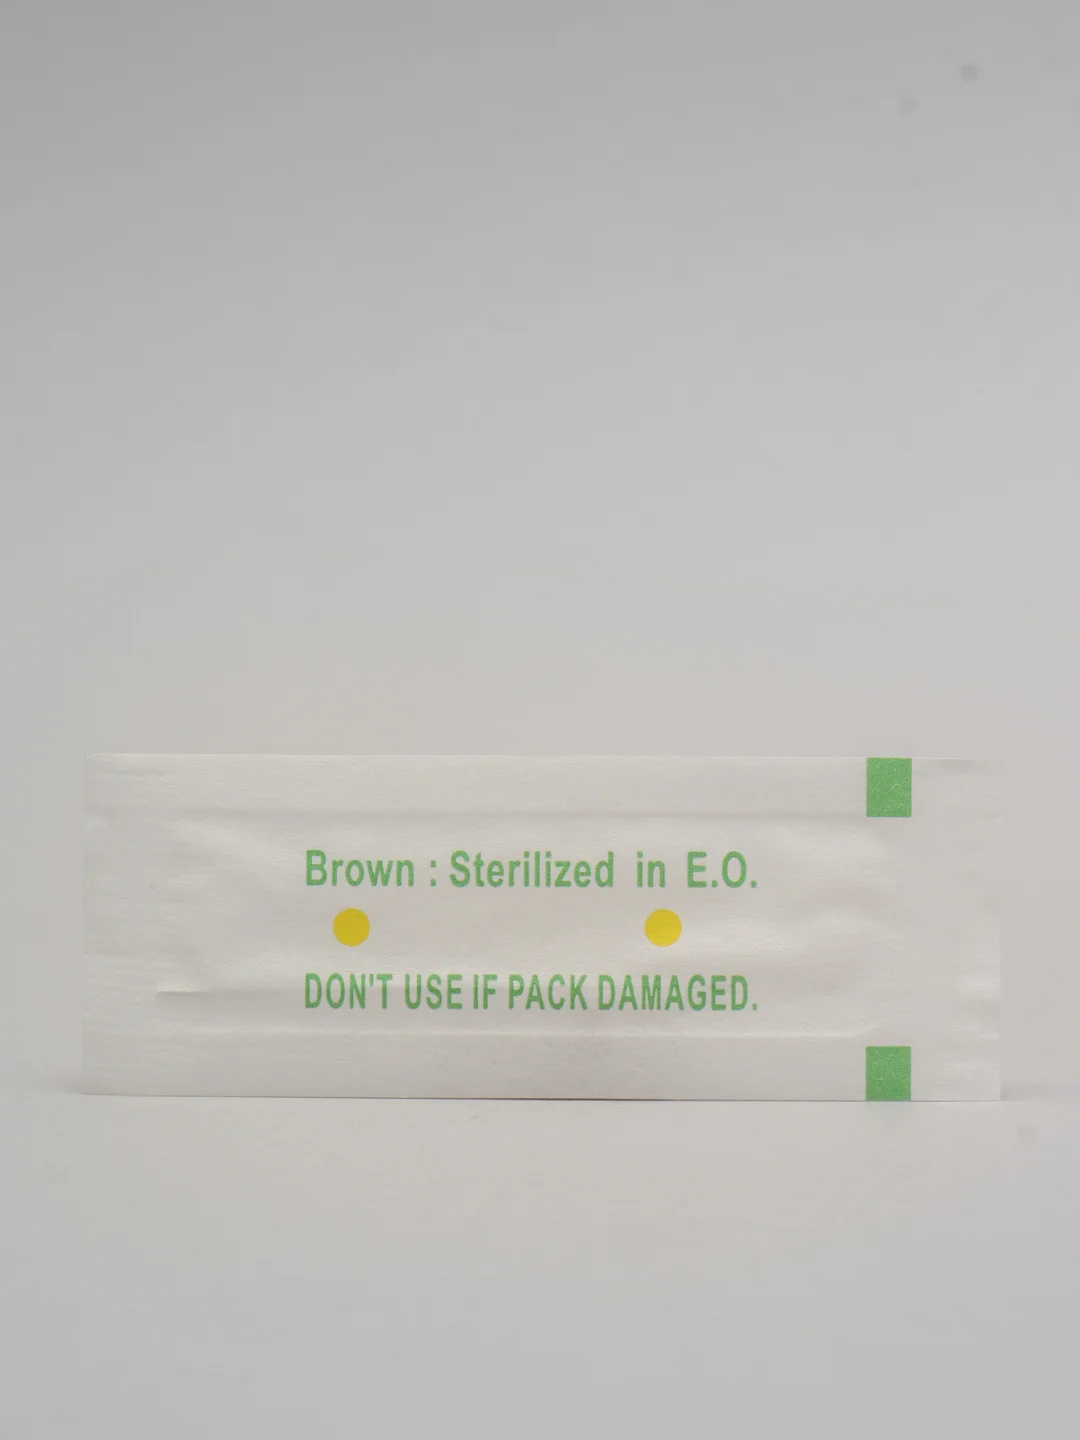 Brown : Sterilized in E.O.
DON'T USE IF PACK DAMAGED.